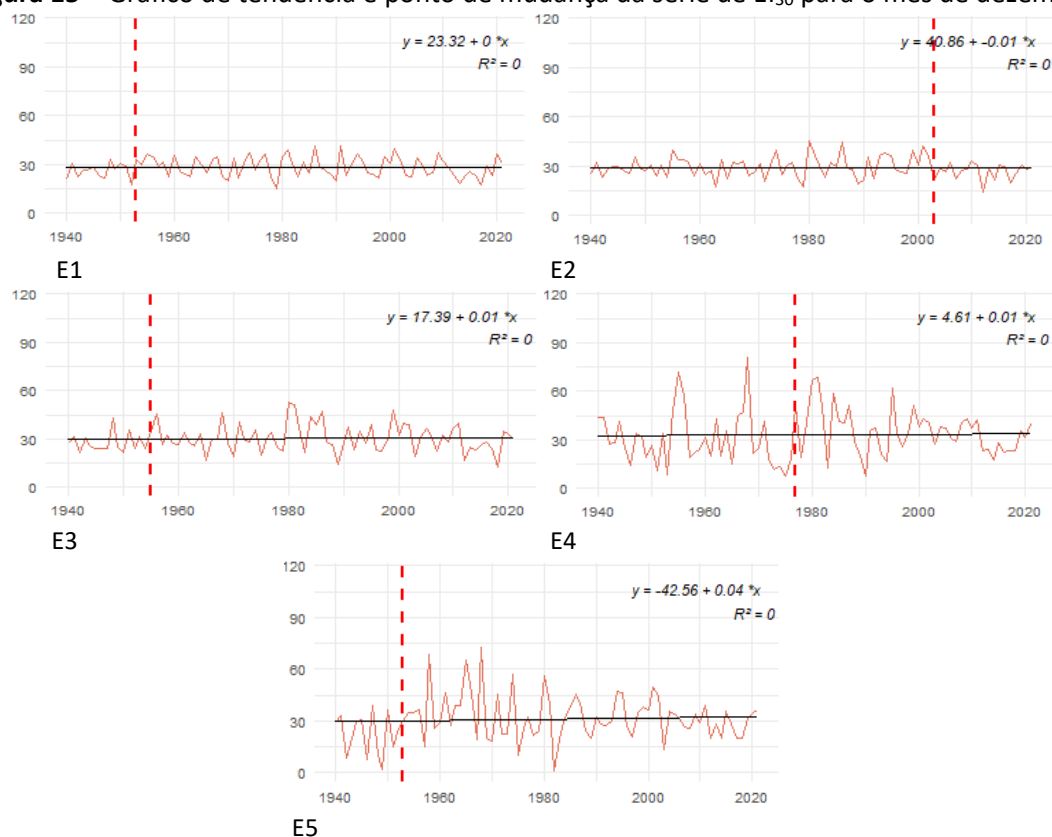 Gráfico de tendência e ponto de mudança da série de EI₃₀ para o mês de
120
90
60
30
0
y = 23.32 + 0 *x
R² = 0
1940 1960 1980 2000 2020
E1
120
90
60
30
0
y = 40.86 + -0.01 *x
R² = 0
1940 1960 1980 2000 2020
E2
120
90
60
30
0
y = 17.39 + 0.01 *x
R² = 0
1940 1960 1980 2000 2020
E3
120
90
60
30
0
y = 4.61 + 0.01 *x
R² = 0
1940 1960 1980 2000 2020
E4
120
90
60
30
0
y = -42.56 + 0.04 *x
R² = 0
1940 1960 1980 2000 2020
E5